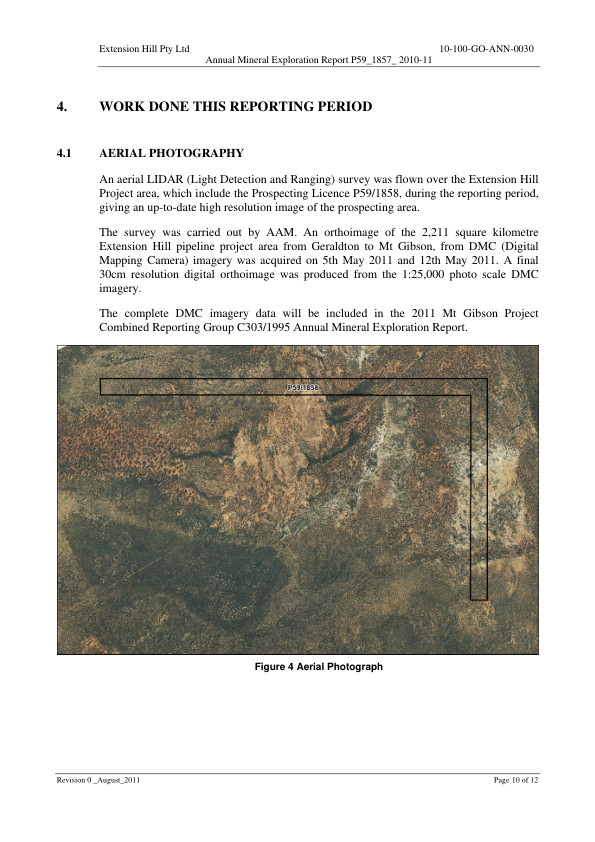 Extension Hill Pty Ltd 10-100-GO-ANN-0030
Annual Mineral Exploration Report P59_1857_ 2010-11
4. WORK DONE THIS REPORTING PERIOD
4.1 AERIAL PHOTOGRAPHY
An aerial LIDAR (Light Detection and Ranging) survey was flown over the Extension Hill
Project area, which include the Prospecting Licence P59/1858, during the reporting period,
giving an up-to-date high resolution image of the prospecting area.
The survey was carried out by AAM. An orthoimage of the 2,211 square kilometre
Extension Hill pipeline project area from Geraldton to Mt Gibson, from DMC (Digital
Mapping Camera) imagery was acquired on 5th May 2011 and 12th May 2011. A final
30cm resolution digital orthoimage was produced from the 1:25,000 photo scale DMC
imagery.
The complete DMC imagery data will be included in the 2011 Mt Gibson Project
Combined Reporting Group C303/1995 Annual Mineral Exploration Report.
P59/1858
Figure 4 Aerial Photograph
Revision 0 _August_2011 Page 10 of 12